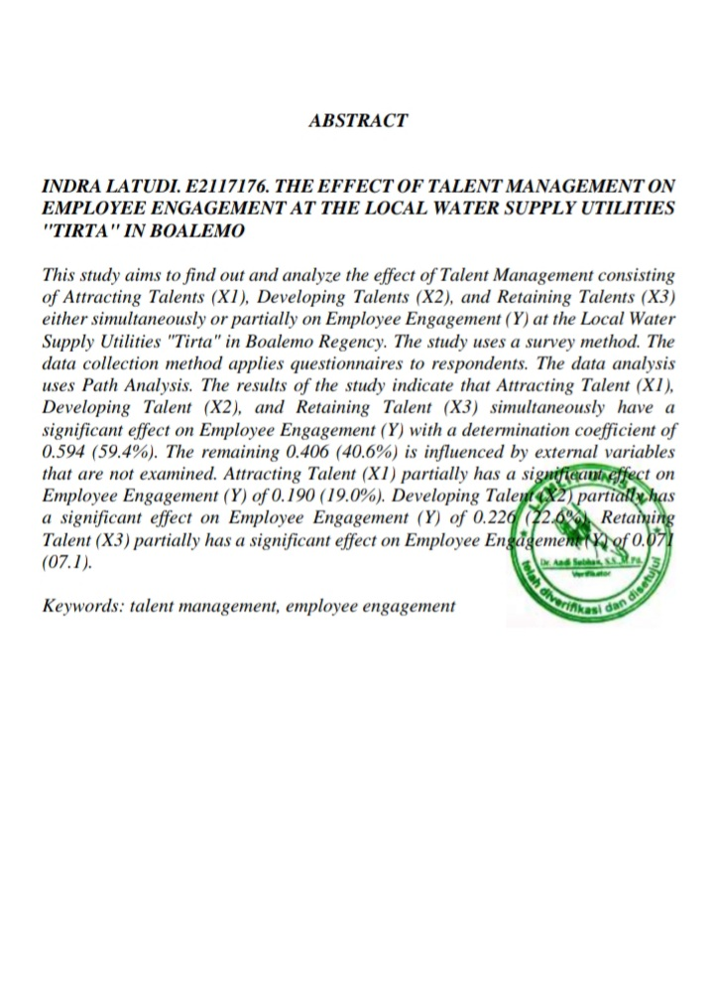 ABSTRACT
INDRA LATUDI. E2117176. THE EFFECT OF TALENT MANAGEMENT ON
EMPLOYEE ENGAGEMENT AT THE LOCAL WATER SUPPLY UTILITIES
"TIRTA" IN BOALEMO
This study aims to find out and analyze the effect of Talent Management consisting
of Attracting Talents (X1), Developing Talents (X2), and Retaining Talents (X3)
either simultaneously or partially on Employee Engagement (Y) at the Local Water
Supply Utilities "Tirta" in Boalemo Regency. The study uses a survey method. The
data collection method applies questionnaires to respondents. The data analysis
uses Path Analysis. The results of the study indicate that Attracting Talent (X1),
Developing Talent (X2), and Retaining Talent (X3) simultaneously have a
significant effect on Employee Engagement (Y) with a determination coefficient of
0.594 (59.4%). The remaining 0.406 (40.6%) is influenced by external variables
that are not examined. Attracting Talent (X1) partially has a significant effect on
Employee Engagement (Y) of 0.190 (19.0%). Developing Talent (X2) partially has
a significant effect on Employee Engagement (Y) of 0.226 (22.6%). Retaining
Talent (X3) partially has a significant effect on Employee Engagement (Y) of 0.071
(07.1).
Keywords: talent management, employee engagement
Dr. Andi Subhan, S.S., M.Pd.
Verifikator
telah diverifikasi dan disetujui